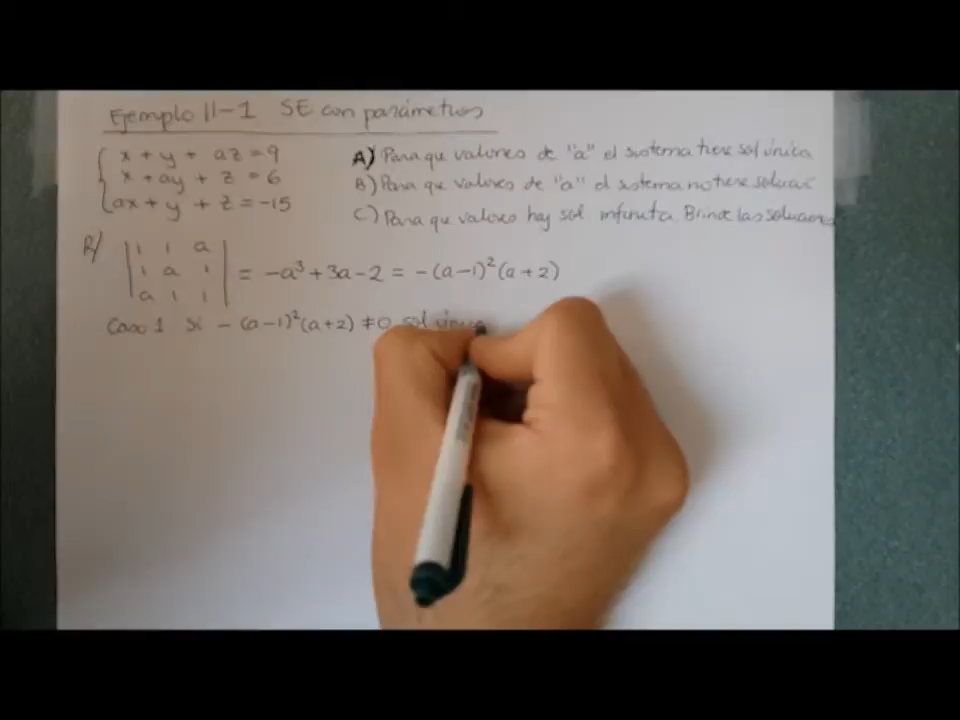 Ejemplo 11-1 SE con parámetros
x + y + az = 9
x + ay + z = 6
ax + y + z = -15
A) Para que valores de "a" el sistema tiene sol única
B) Para que valores de "a" el sistema no tiene soluci
C) Para que valores hay sol infinita. Brinde las soluciones
R/
| 1 1 a |
| 1 a 1 | = -a³ + 3a - 2 = -(a-1)²(a+2)
| a 1 1 |
Caso 1 Si -(a-1)²(a+2) ≠ 0 sol única